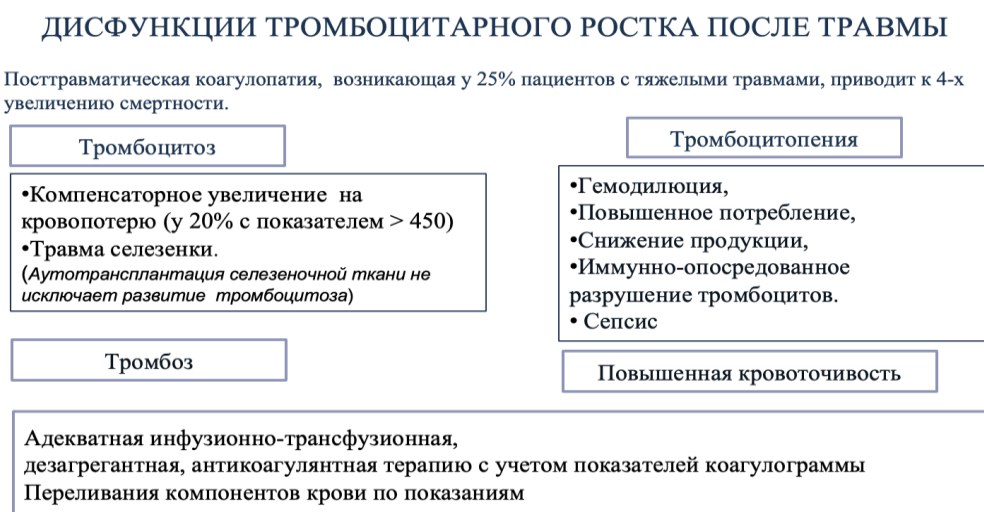 ДИСФУНКЦИИ ТРОМБОЦИТАРНОГО РОСТКА ПОСЛЕ ТРАВМЫ
Посттравматическая коагулопатия, возникающая у 25% пациентов с тяжелыми травмами, приводит к 4-х
увеличению смертности.
Тромбоцитоз
•Компенсаторное увеличение на
кровопотерю (у 20% с показателем > 450)
•Травма селезенки.
(Аутотрансплантация селезеночной ткани не
исключает развитие тромбоцитоза)
Тромбоз
Тромбоцитопения
•Гемодилюция,
•Повышенное потребление,
•Снижение продукции,
•Иммунно-опосредованное
разрушение тромбоцитов.
• Сепсис
Повышенная кровоточивость
Адекватная инфузионно-трансфузионная,
дезагрегантная, антикоагулянтная терапию с учетом показателей коагулограммы
Переливания компонентов крови по показаниям